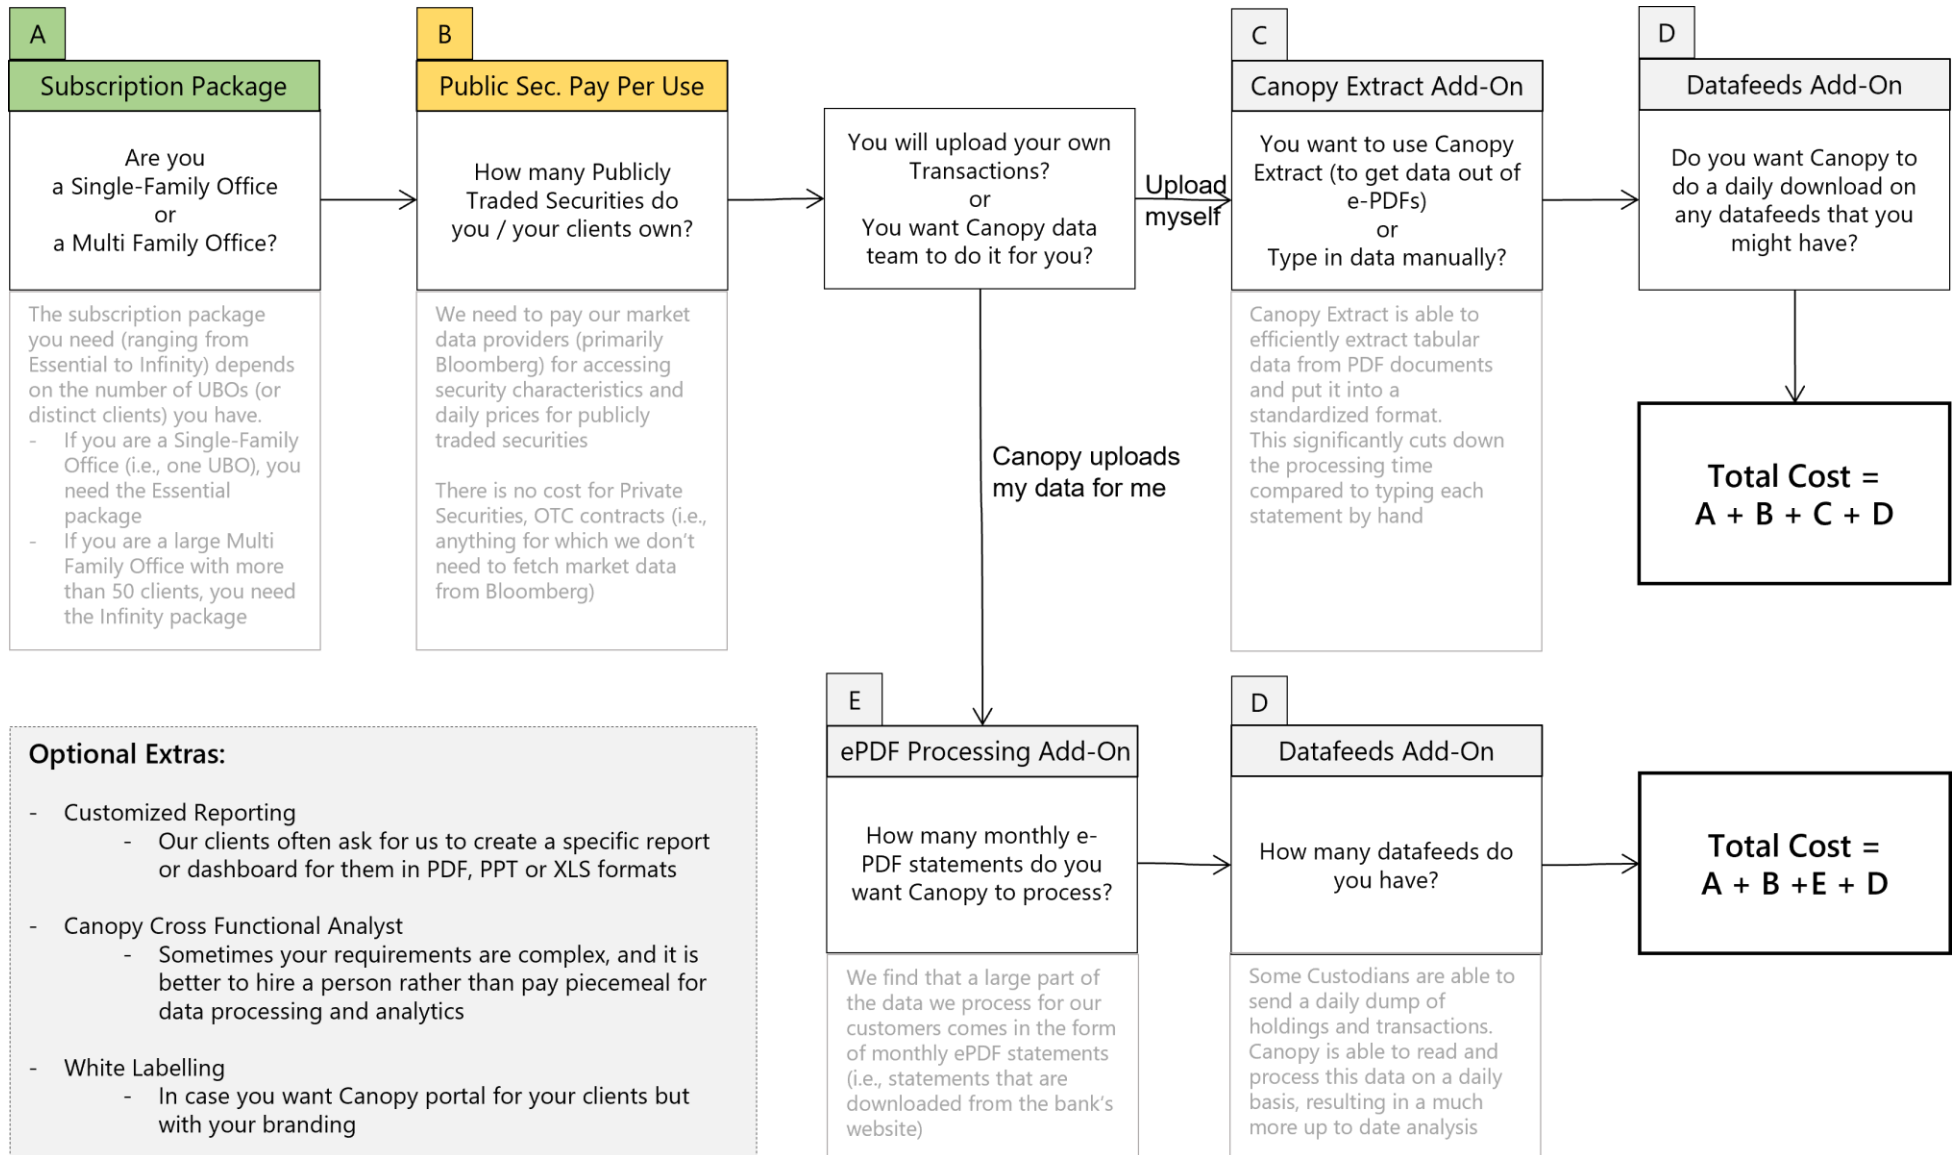 A
Subscription Package
Are you
a Single-Family Office
or
a Multi Family Office?
The subscription package
you need (ranging from
Essential to Infinity) depends
on the number of UBOs (or
distinct clients) you have.
- If you are a Single-Family
Office (i.e., one UBO), you
need the Essential
package
- If you are a large Multi
Family Office with more
than 50 clients, you need
the Infinity package
B
Public Sec. Pay Per Use
How many Publicly
Traded Securities do
you / your clients own?
We need to pay our market
data providers (primarily
Bloomberg) for accessing
security characteristics and
daily prices for publicly
traded securities
There is no cost for Private
Securities, OTC contracts (i.e.,
anything for which we don't
need to fetch market data
from Bloomberg)
You will upload your own
Transactions?
or
You want Canopy data
team to do it for you?
Upload
myself
Canopy uploads
my data for me
C
Canopy Extract Add-On
You want to use Canopy
Extract (to get data out of
e-PDFs)
or
Type in data manually?
Canopy Extract is able to
efficiently extract tabular
data from PDF documents
and put it into a
standardized format.
This significantly cuts down
the processing time
compared to typing each
statement by hand
D
Datafeeds Add-On
Do you want Canopy to
do a daily download on
any datafeeds that you
might have?
Total Cost =
A + B + C + D
E
ePDF Processing Add-On
How many monthly e-
PDF statements do you
want Canopy to process?
We find that a large part of
the data we process for our
customers comes in the form
of monthly ePDF statements
(i.e., statements that are
downloaded from the bank's
website)
D
Datafeeds Add-On
How many datafeeds do
you have?
Some Custodians are able to
send a daily dump of
holdings and transactions.
Canopy is able to read and
process this data on a daily
basis, resulting in a much
more up to date analysis
Total Cost =
A + B +E + D
Optional Extras:
- Customized Reporting
- Our clients often ask for us to create a specific report
or dashboard for them in PDF, PPT or XLS formats
- Canopy Cross Functional Analyst
- Sometimes your requirements are complex, and it is
better to hire a person rather than pay piecemeal for
data processing and analytics
- White Labelling
- In case you want Canopy portal for your clients but
with your branding